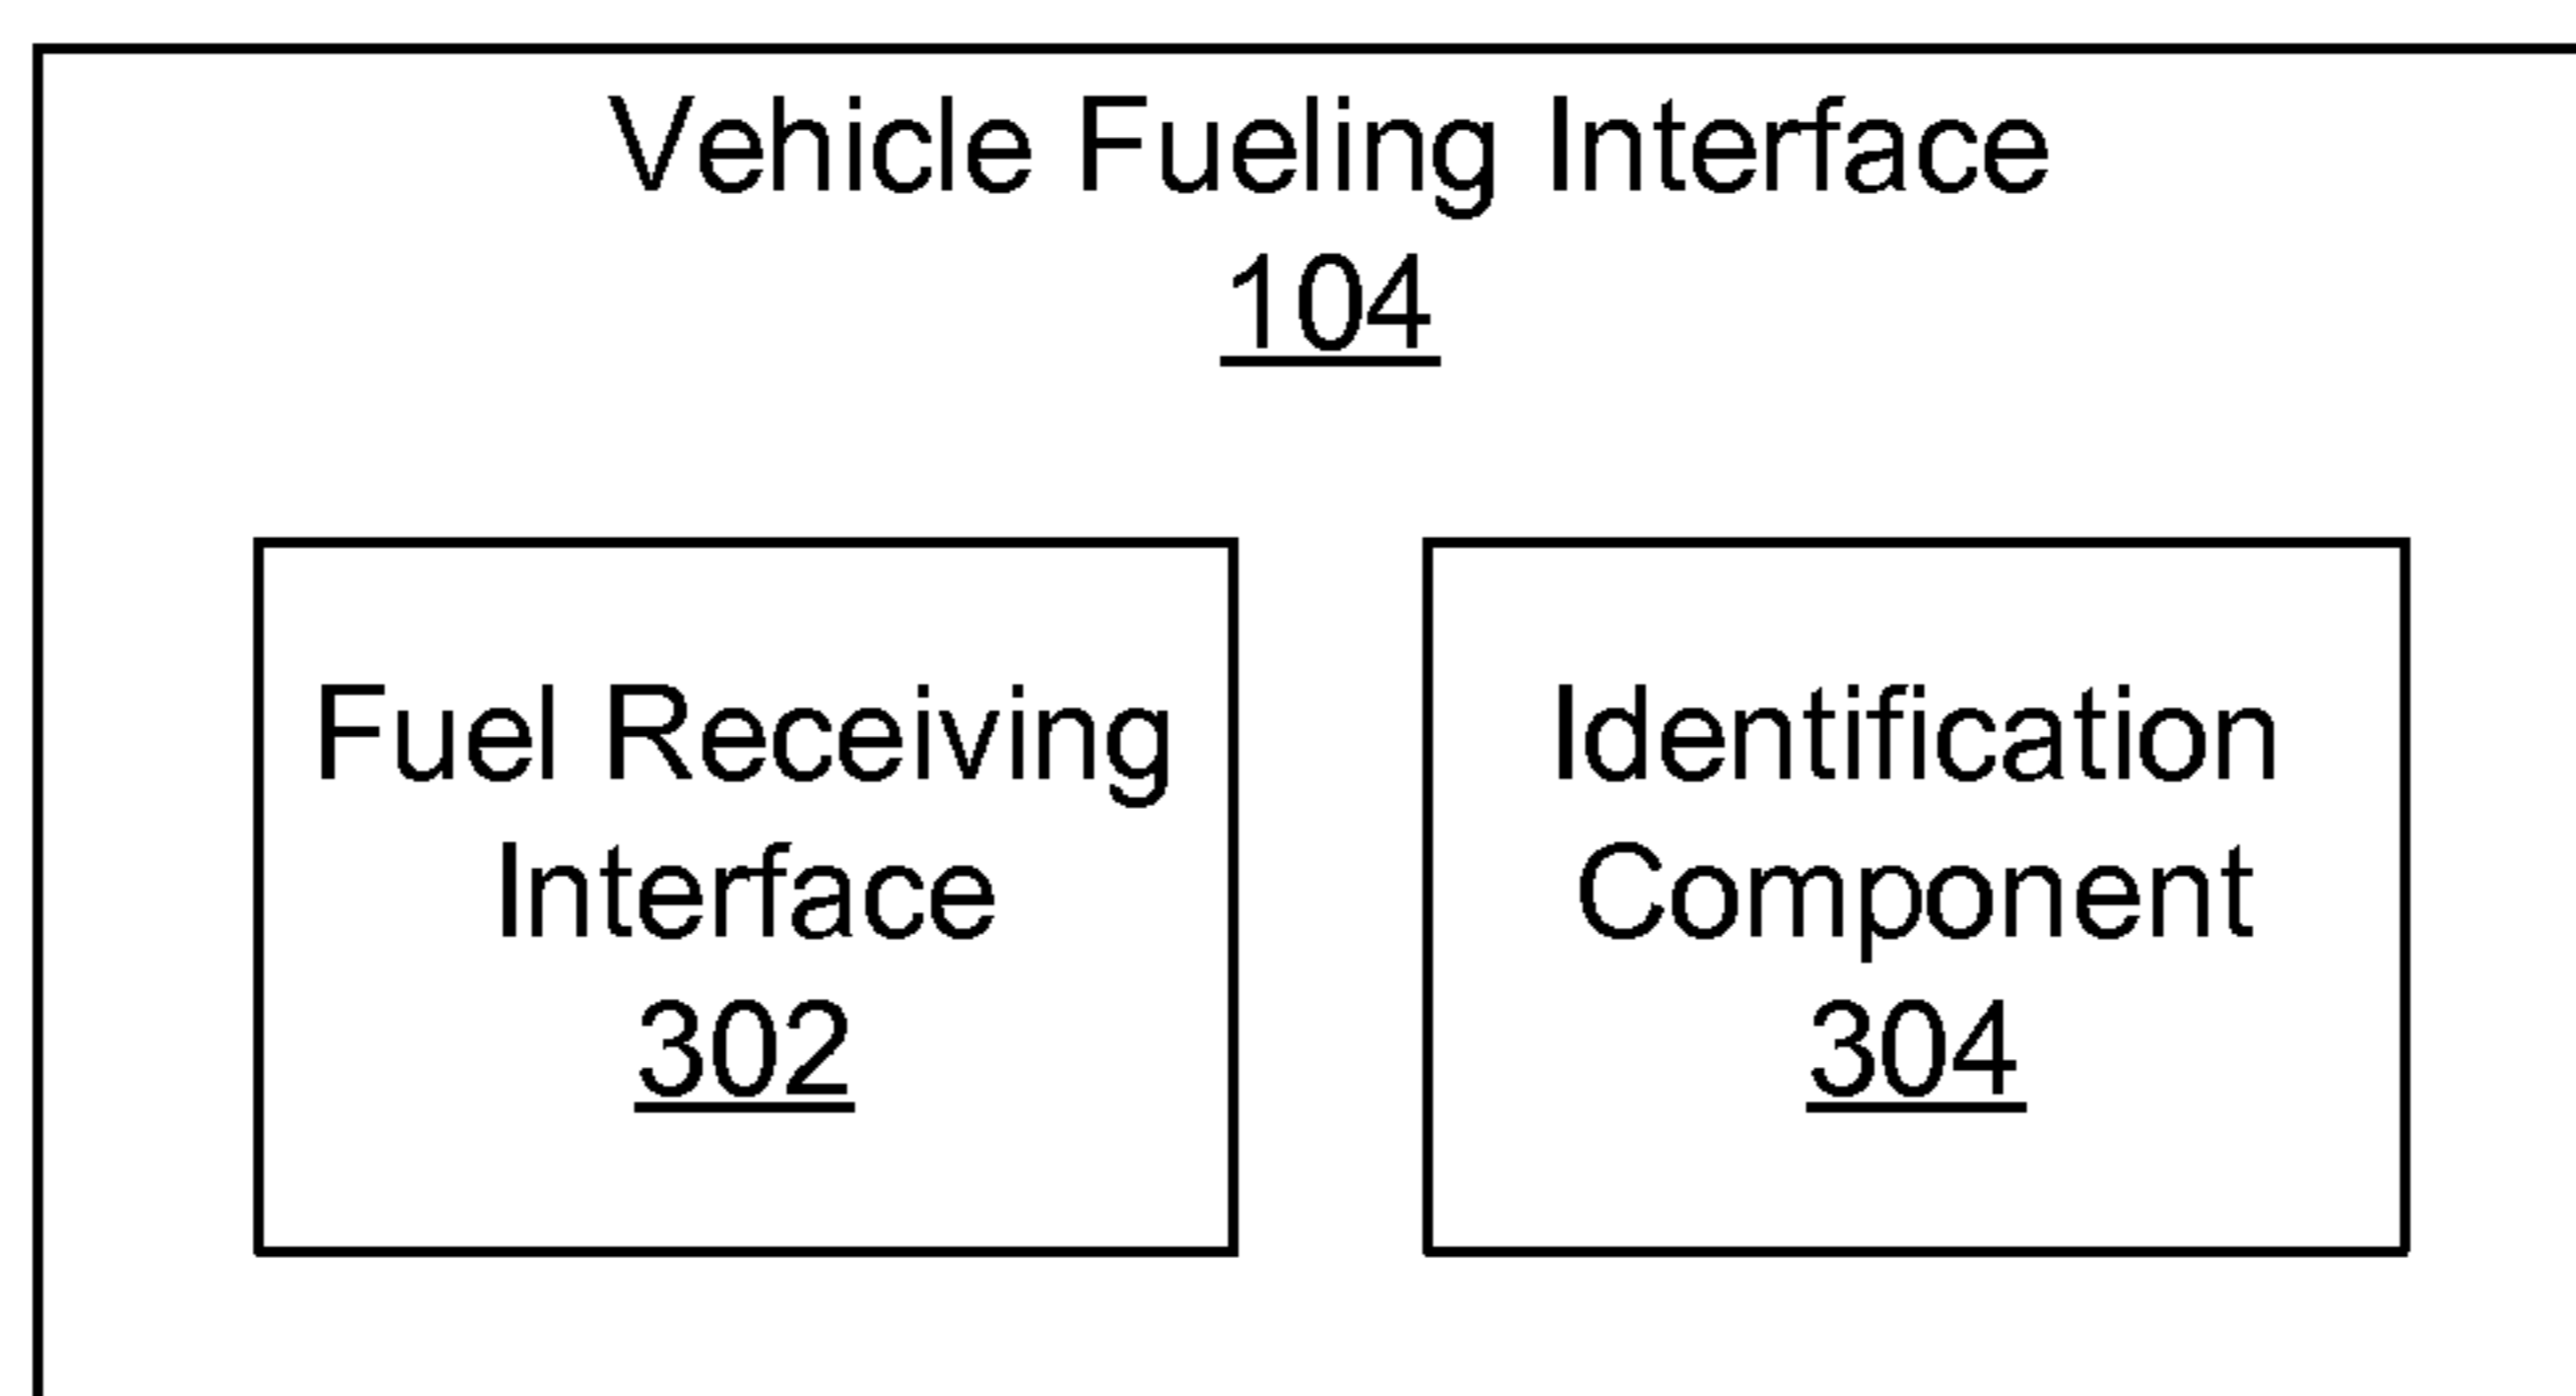 Vehicle Fueling Interface
104
Fuel Receiving
Interface
302
Identification
Component
304